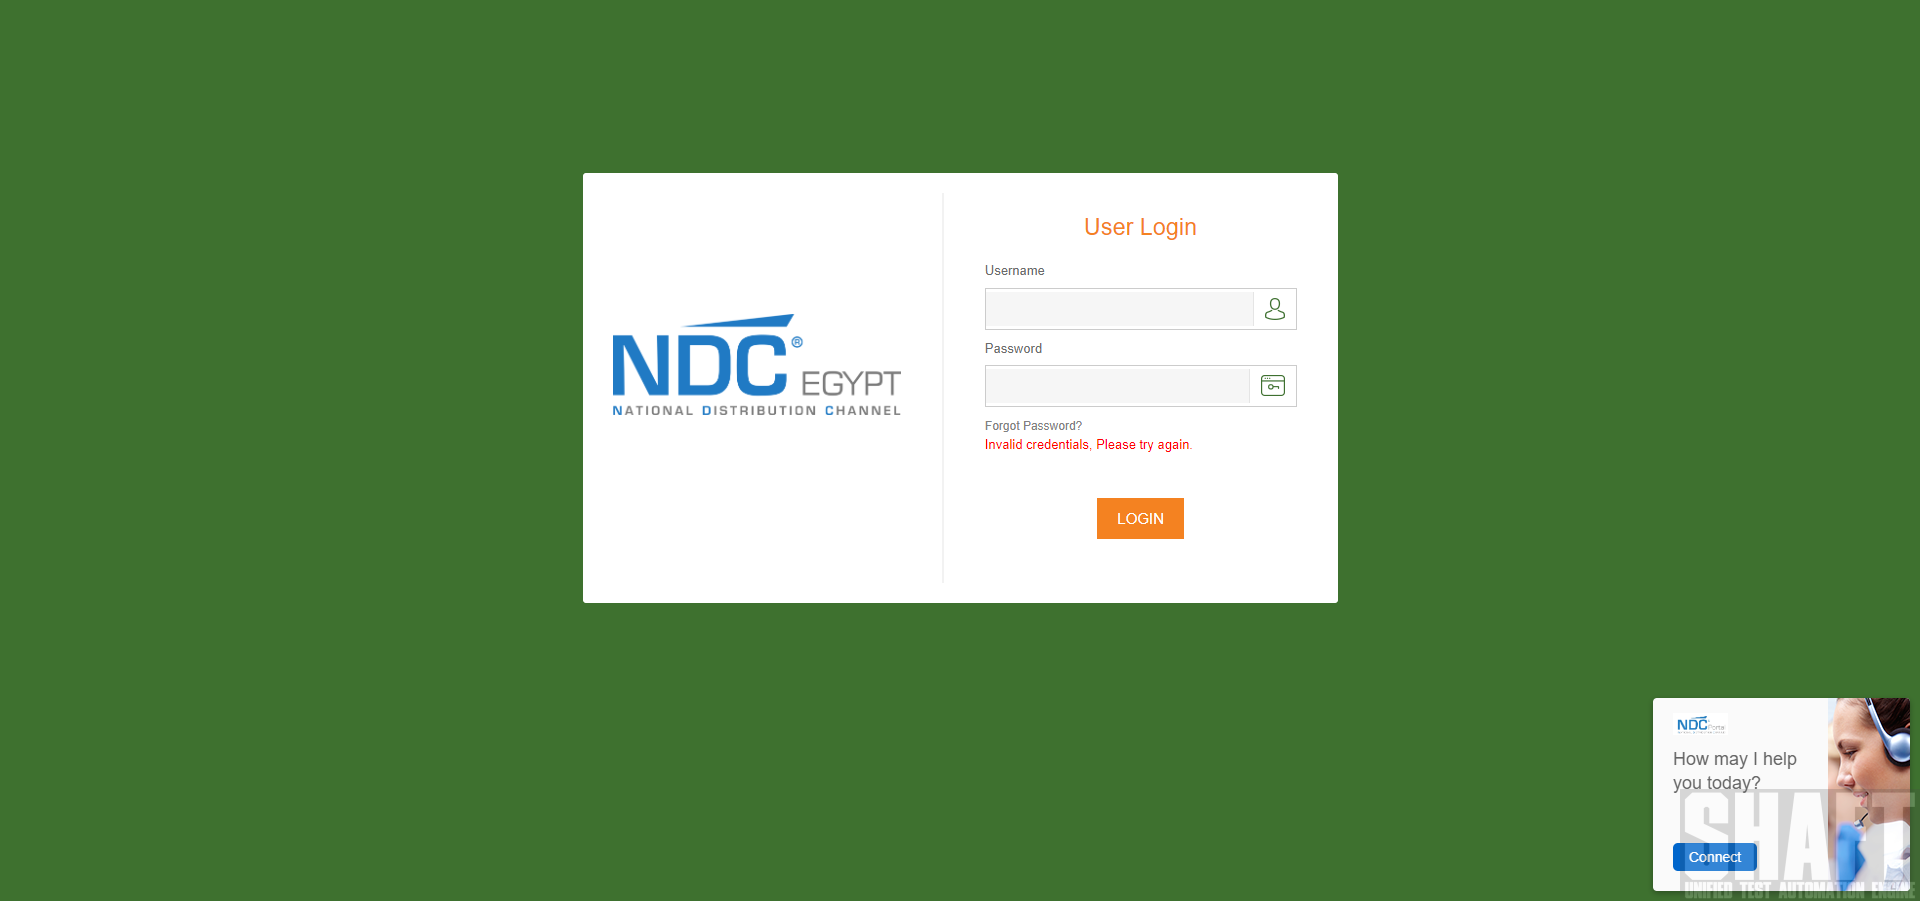 NDC®
EGYPT
NATIONAL DISTRIBUTION CHANNEL
User Login
Username
Password
Forgot Password?
Invalid credentials, Please try again.
LOGIN
NDC Portal
How may I help
you today?
Connect
SHAFT
UNIFIED TEST AUTOMATION ENGINE